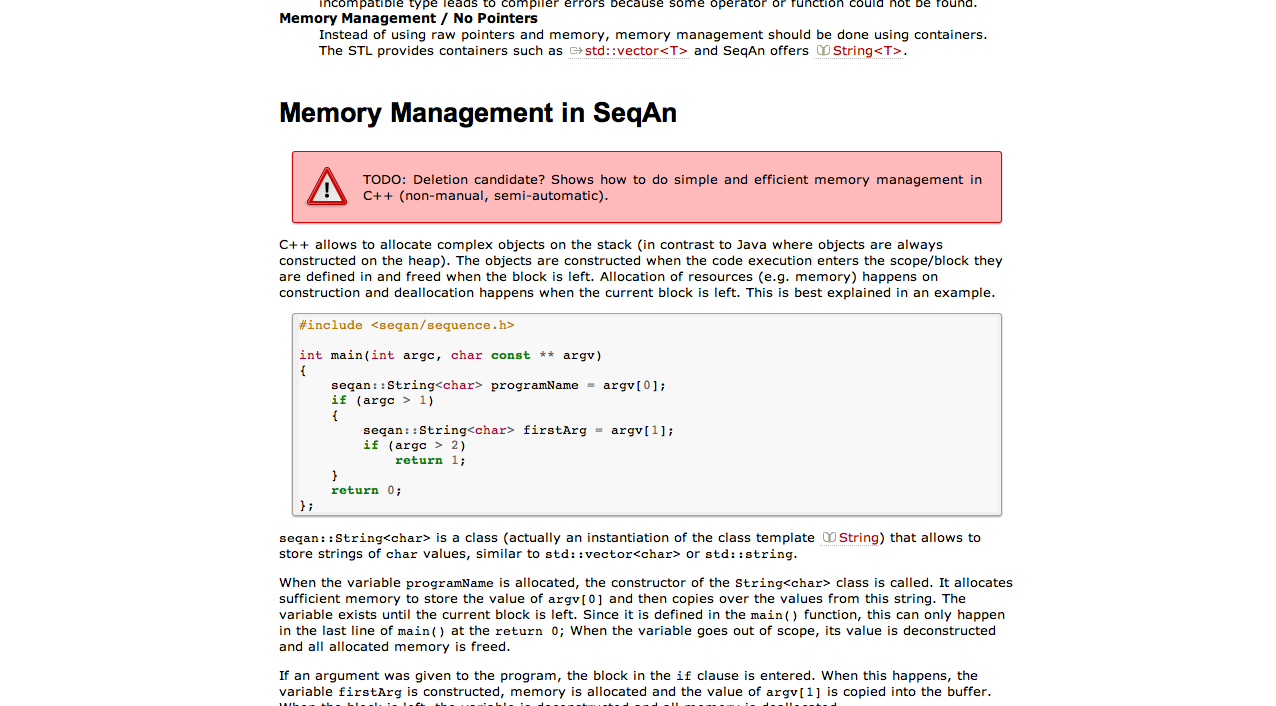 incompatible type leads to compiler errors because some operator or function could not be found.
Memory Management / No Pointers
Instead of using raw pointers and memory, memory management should be done using containers.
The STL provides containers such as std::vector<T> and SeqAn offers String<T>.
Memory Management in SeqAn
TODO: Deletion candidate? Shows how to do simple and efficient memory management in
C++ (non-manual, semi-automatic).
C++ allows to allocate complex objects on the stack (in contrast to Java where objects are always
constructed on the heap). The objects are constructed when the code execution enters the scope/block they
are defined in and freed when the block is left. Allocation of resources (e.g. memory) happens on
construction and deallocation happens when the current block is left. This is best explained in an example.
#include <seqan/sequence.h>
int main(int argc, char const ** argv)
{
    seqan::String<char> programName = argv[0];
    if (argc > 1)
    {
        seqan::String<char> firstArg = argv[1];
        if (argc > 2)
            return 1;
    }
    return 0;
};
seqan::String<char> is a class (actually an instantiation of the class template String) that allows to
store strings of char values, similar to std::vector<char> or std::string.
When the variable programName is allocated, the constructor of the String<char> class is called. It allocates
sufficient memory to store the value of argv[0] and then copies over the values from this string. The
variable exists until the current block is left. Since it is defined in the main() function, this can only happen
in the last line of main() at the return 0; When the variable goes out of scope, its value is deconstructed
and all allocated memory is freed.
If an argument was given to the program, the block in the if clause is entered. When this happens, the
variable firstArg is constructed, memory is allocated and the value of argv[1] is copied into the buffer.
When the block is left, the variable is deconstructed and all memory is deallocated.